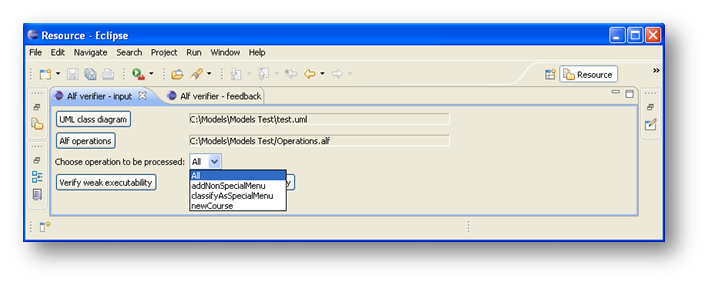 Resource - Eclipse
File Edit Navigate Search Project Run Window Help
Resource »
Alf verifier - input Alf verifier - feedback
UML class diagram C:\Models\Models Test\test.uml
Alf operations C:\Models\Models Test/Operations.alf
Choose operation to be processed: All
All
Verify weak executability y
addNonSpecialMenu
classifyAsSpecialMenu
newCourse